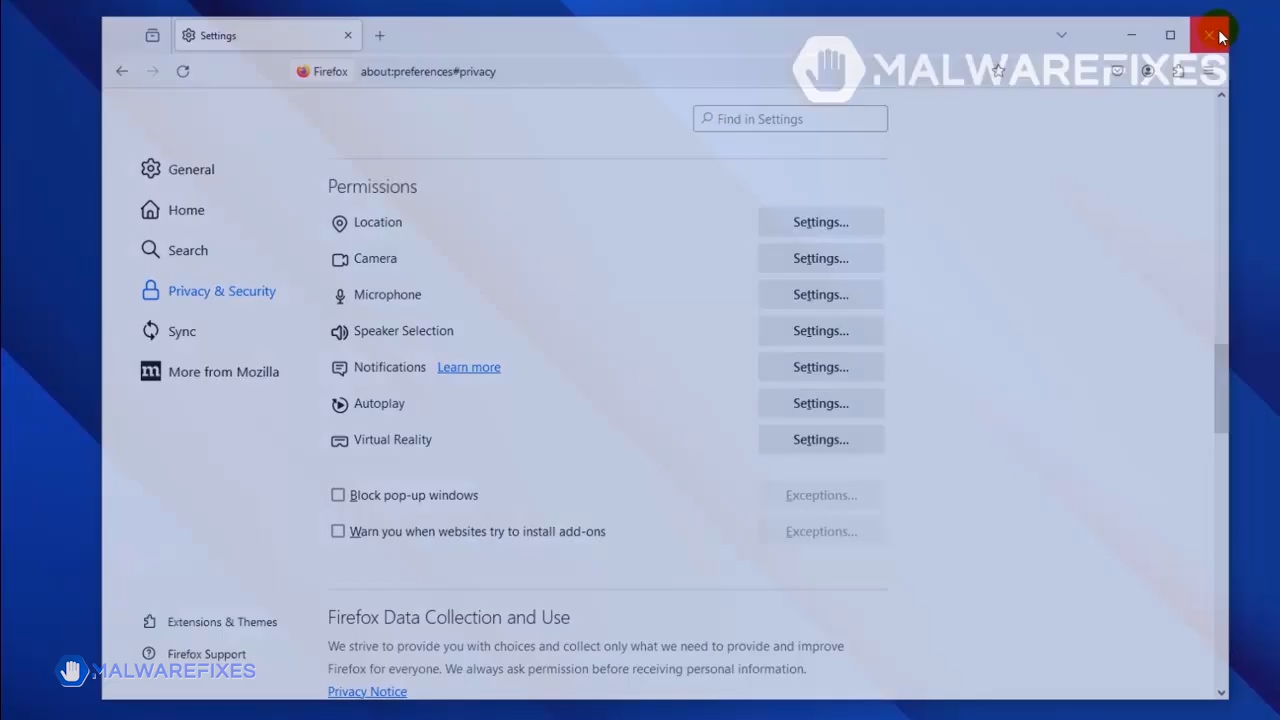 Settings
Firefox
about:preferences#privacy
MALWAREFIXES
Find in Settings
General
Home
Search
Privacy & Security
Sync
More from Mozilla
Extensions & Themes
Firefox Support
Permissions
Location
Settings...
Camera
Settings...
Microphone
Settings...
Speaker Selection
Settings...
Notifications Learn more
Settings...
Autoplay
Settings...
Virtual Reality
Settings...
Block pop-up windows
Exceptions...
Warn you when websites try to install add-ons
Exceptions...
Firefox Data Collection and Use
We strive to provide you with choices and collect only what we need to provide and improve
Firefox for everyone. We always ask permission before receiving personal information.
Privacy Notice
MALWAREFIXES